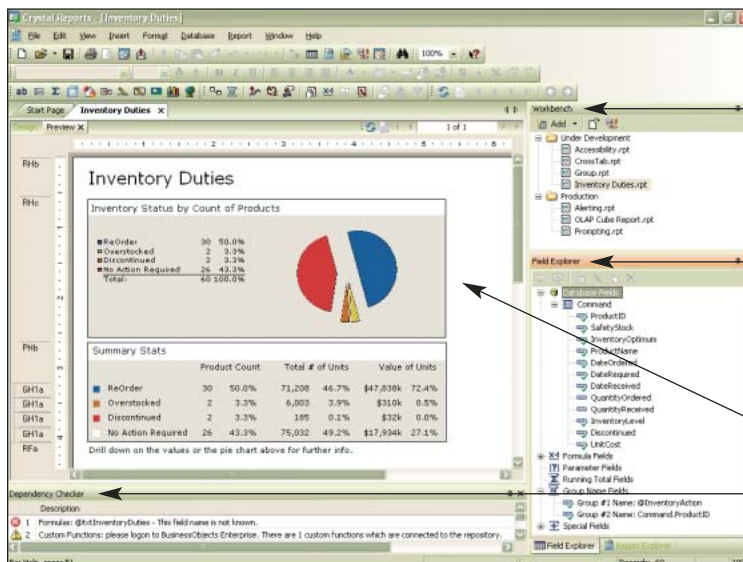 Crystal Reports - [Inventory Duties]
File Edit View Insert Format Database Report Window Help
100%
Start Page Inventory Duties X
Design Preview X 1 of 1
Workbench
Add
Under Development
Accessibility.rpt
CrossTab.rpt
Group.rpt
Inventory Duties.rpt
Production
Alerting.rpt
OLAP Cube Report.rpt
Prompting.rpt
RHb
Inventory Duties
RHc
Inventory Status by Count of Products
ReOrder 30 50.0%
Overstocked 2 3.3%
Discontinued 2 3.3%
No Action Required 26 43.3%
Total: 60 100.0%
PHb
Summary Stats
Product Count Total # of Units Value of Units
GH1a ReOrder 30 50.0% 71,208 46.7% $47,838k 72.4%
GH1a Overstocked 2 3.3% 6,003 3.9% $310k 0.5%
GH1a Discontinued 2 3.3% 185 0.1% $32k 0.0%
GH1a No Action Required 26 43.3% 75,032 49.2% $17,934k 27.1%
RFa Drill down on the values or the pie chart above for further info.
Field Explorer
Database Fields
Command
ProductID
SafetyStock
InventoryOptimum
ProductName
DateOrdered
DateRequired
DateReceived
QuantityOrdered
QuantityReceived
InventoryLevel
Discontinued
UnitCost
Formula Fields
Parameter Fields
Running Total Fields
Group Name Fields
Group #1 Name: @InventoryAction
Group #2 Name: Command.ProductID
Special Fields
Field Explorer Report Explorer
Dependency Checker
Description
1 Formulas: @txtInventoryDuties - This field name is not known.
2 Custom Functions: please logon to BusinessObjects Enterprise. There are 1 custom functions which are connected to the repository.